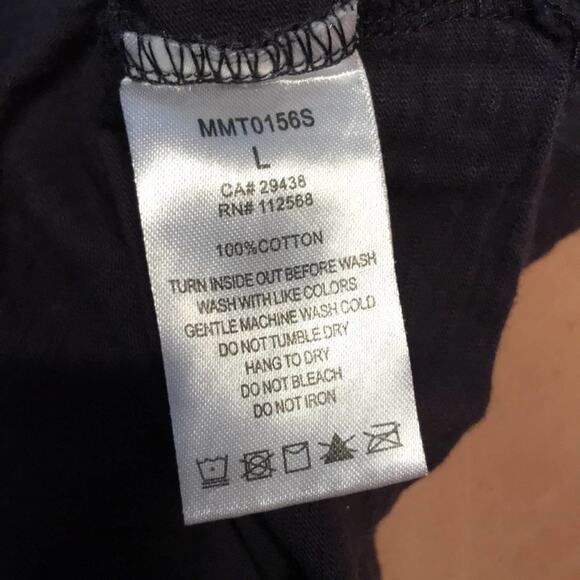 MMT0156S
L
CA# 29438
RN# 112568
100%COTTON
TURN INSIDE OUT BEFORE WASH
WASH WITH LIKE COLORS
GENTLE MACHINE WASH COLD
DO NOT TUMBLE DRY
HANG TO DRY
DO NOT BLEACH
DO NOT IRON